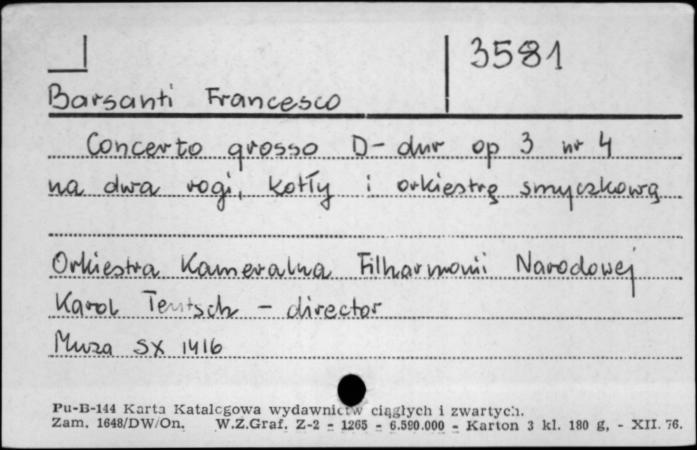 3581
Barsanti Francesco
Concerto grosso D-dur op 3 nr 4
na dwa rogi, kotły i orkiestrę smyczkową
Orkiestra Kameralna Filharmonii Narodowej
Karol Teutsch - director
Muza SX 1416
Pu-B-144 Karta Katalogowa wydawnictw ciągłych i zwartych.
Zam. 1648/DW/On. W.Z.Graf. Z-2 - 1265 - 6.590.000 - Karton 3 kl. 180 g, - XII. 76.